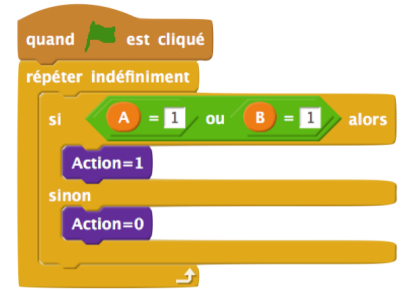 quand est cliqué
répéter indéfiniment
si A = 1 ou B = 1 alors
Action=1
sinon
Action=0